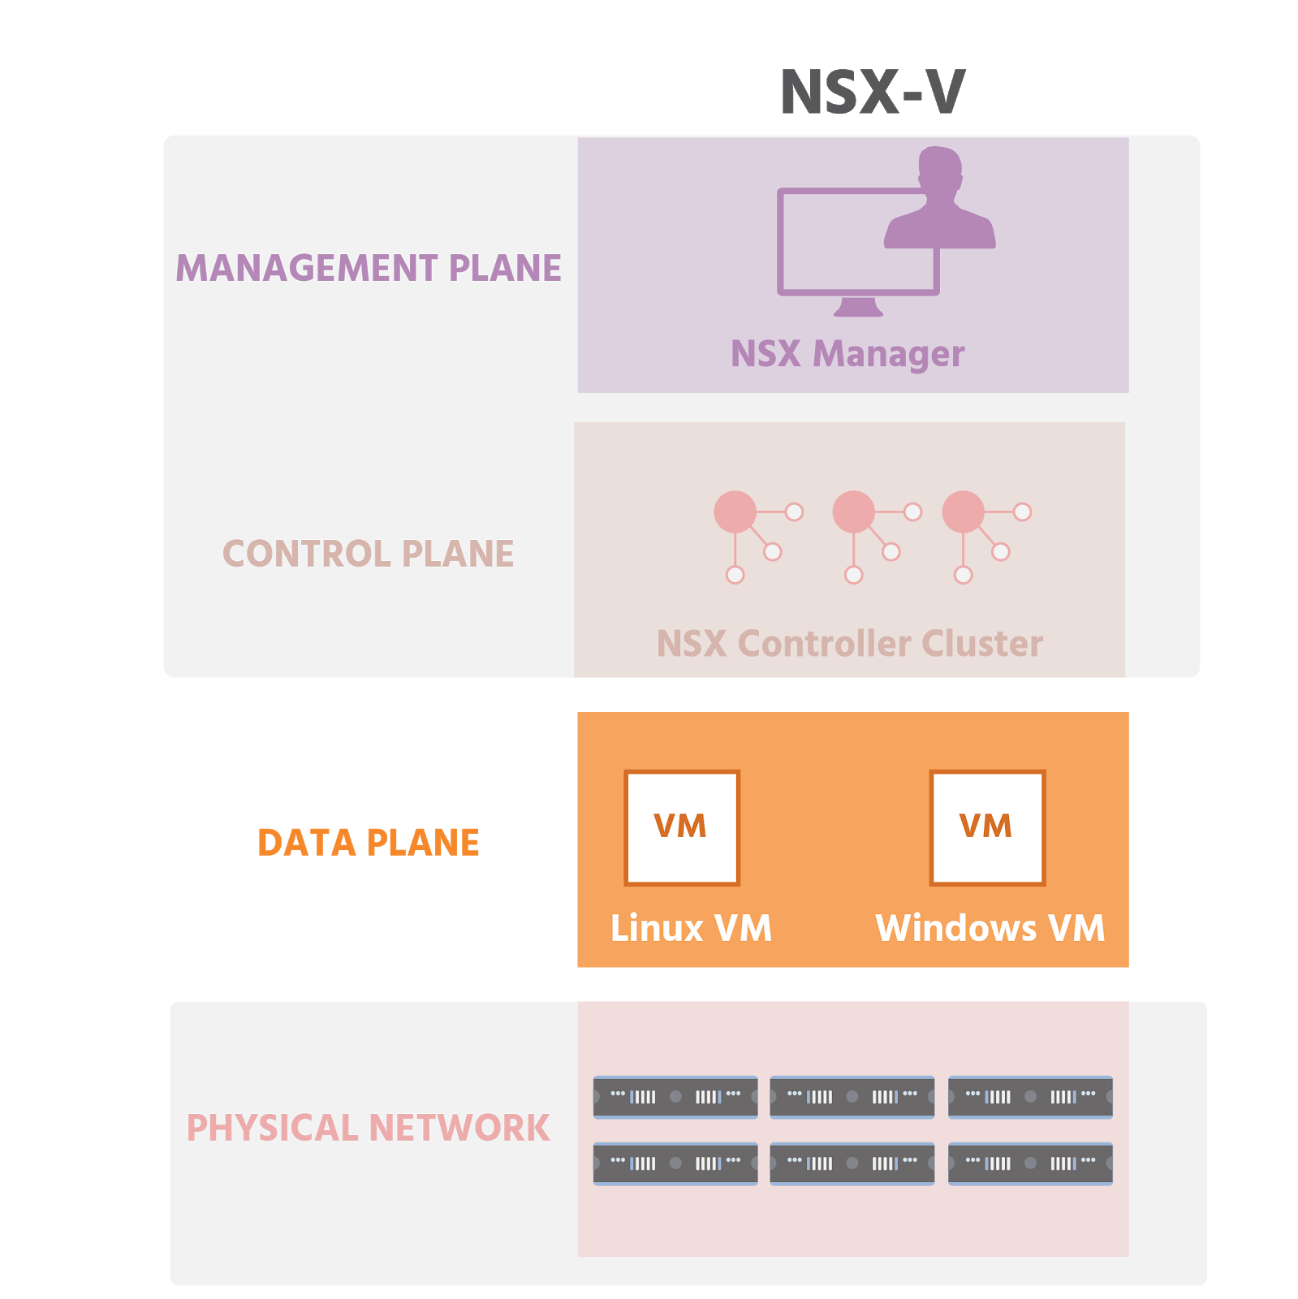 NSX-V
MANAGEMENT PLANE
NSX Manager
CONTROL PLANE
NSX Controller Cluster
DATA PLANE
VM
VM
Linux VM
Windows VM
PHYSICAL NETWORK